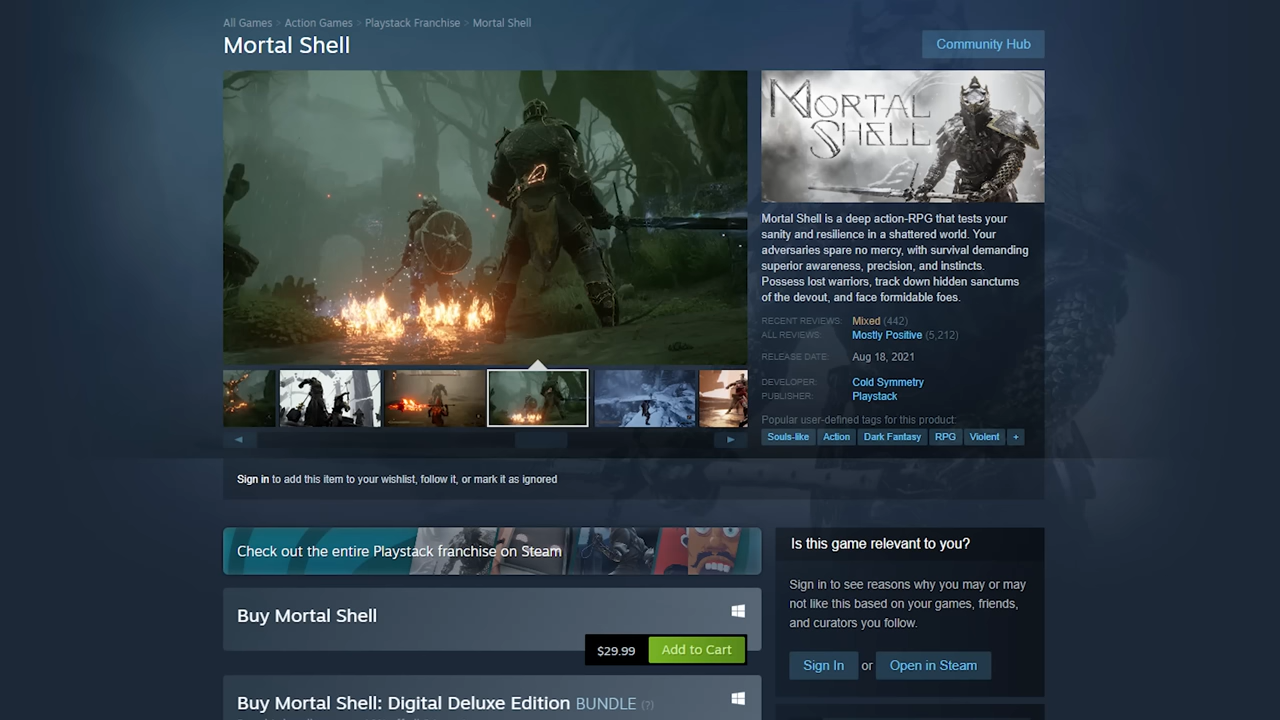 All Games > Action Games > Playstack Franchise > Mortal Shell
Mortal Shell
Community Hub
MORTAL
SHELL
Mortal Shell is a deep action-RPG that tests your
sanity and resilience in a shattered world. Your
adversaries spare no mercy, with survival demanding
superior awareness, precision, and instincts.
Possess lost warriors, track down hidden sanctums
of the devout, and face formidable foes.
RECENT REVIEWS: Mixed (442)
ALL REVIEWS: Mostly Positive (5,212)
RELEASE DATE: Aug 18, 2021
DEVELOPER: Cold Symmetry
PUBLISHER: Playstack
Popular user-defined tags for this product:
Souls-like Action Dark Fantasy RPG Violent +
Sign in to add this item to your wishlist, follow it, or mark it as ignored
Check out the entire Playstack franchise on Steam
Is this game relevant to you?
Sign in to see reasons why you may or may
not like this based on your games, friends,
and curators you follow.
Sign In or Open in Steam
Buy Mortal Shell
$29.99 Add to Cart
Buy Mortal Shell: Digital Deluxe Edition BUNDLE (?)